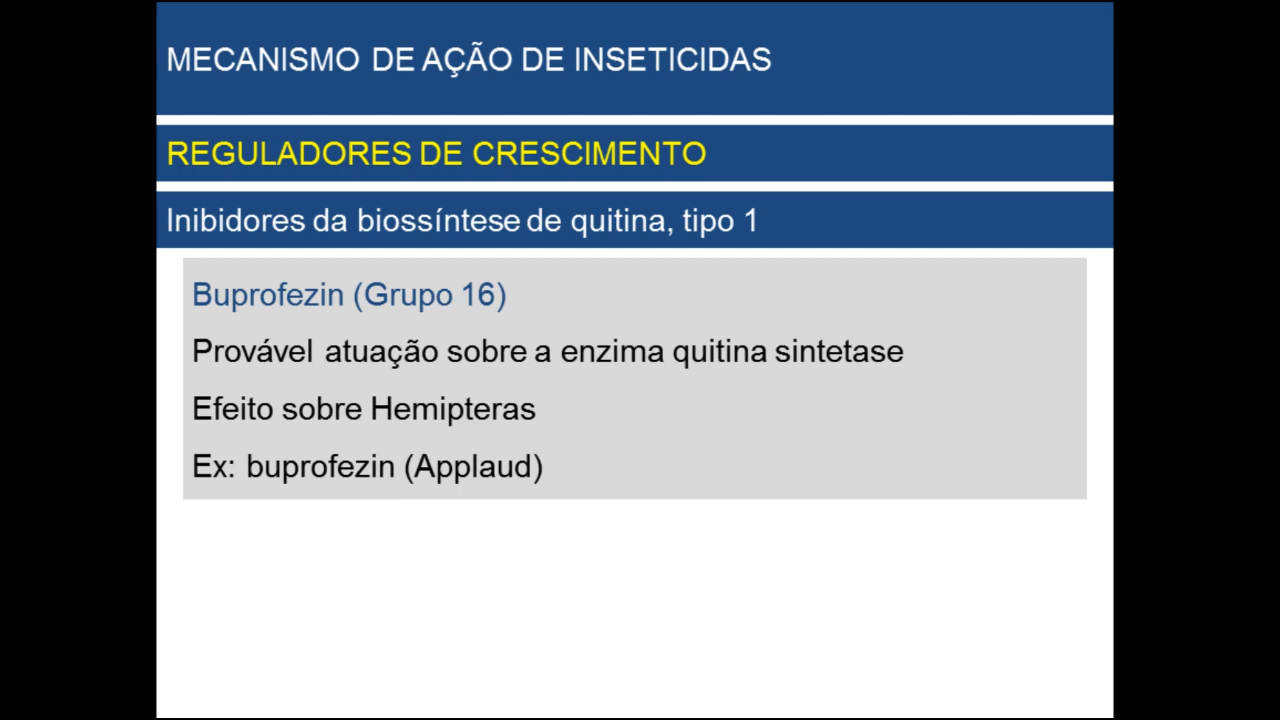 MECANISMO DE AÇÃO DE INSETICIDAS
REGULADORES DE CRESCIMENTO
Inibidores da biossíntese de quitina, tipo 1
Buprofezin (Grupo 16)
Provável atuação sobre a enzima quitina sintetase
Efeito sobre Hemipteras
Ex: buprofezin (Applaud)